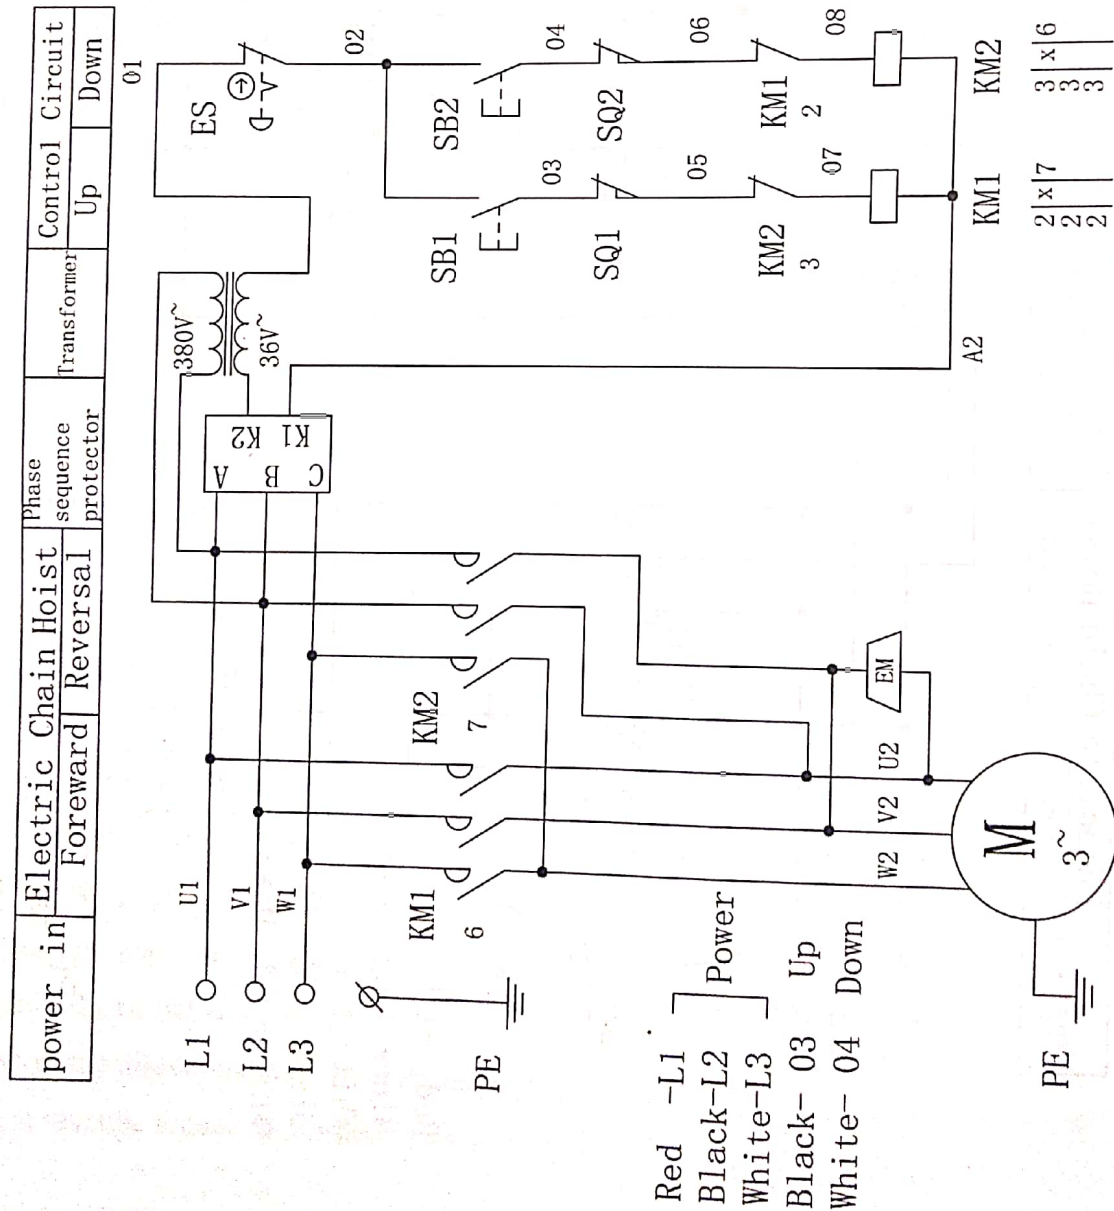 power in
Electric Chain Hoist
Foreward
Reversal
Phase
sequence
protector
Transformer
Control Circuit
Up
Down
L1
L2
L3
U1
V1
W1
PE
A
B
C
K2
K1
380V~
36V~
01
ES
02
SB2
04
SQ2
06
KM1
2
08
KM2
SB1
03
SQ1
05
KM2
3
07
KM1
A2
3 x 6
3
3
2 x 7
2
2
KM1
6
KM2
7
EM
U2
V2
W2
M
3~
PE
Red -L1
Black-L2
White-L3
Power
Black- 03 Up
White- 04 Down